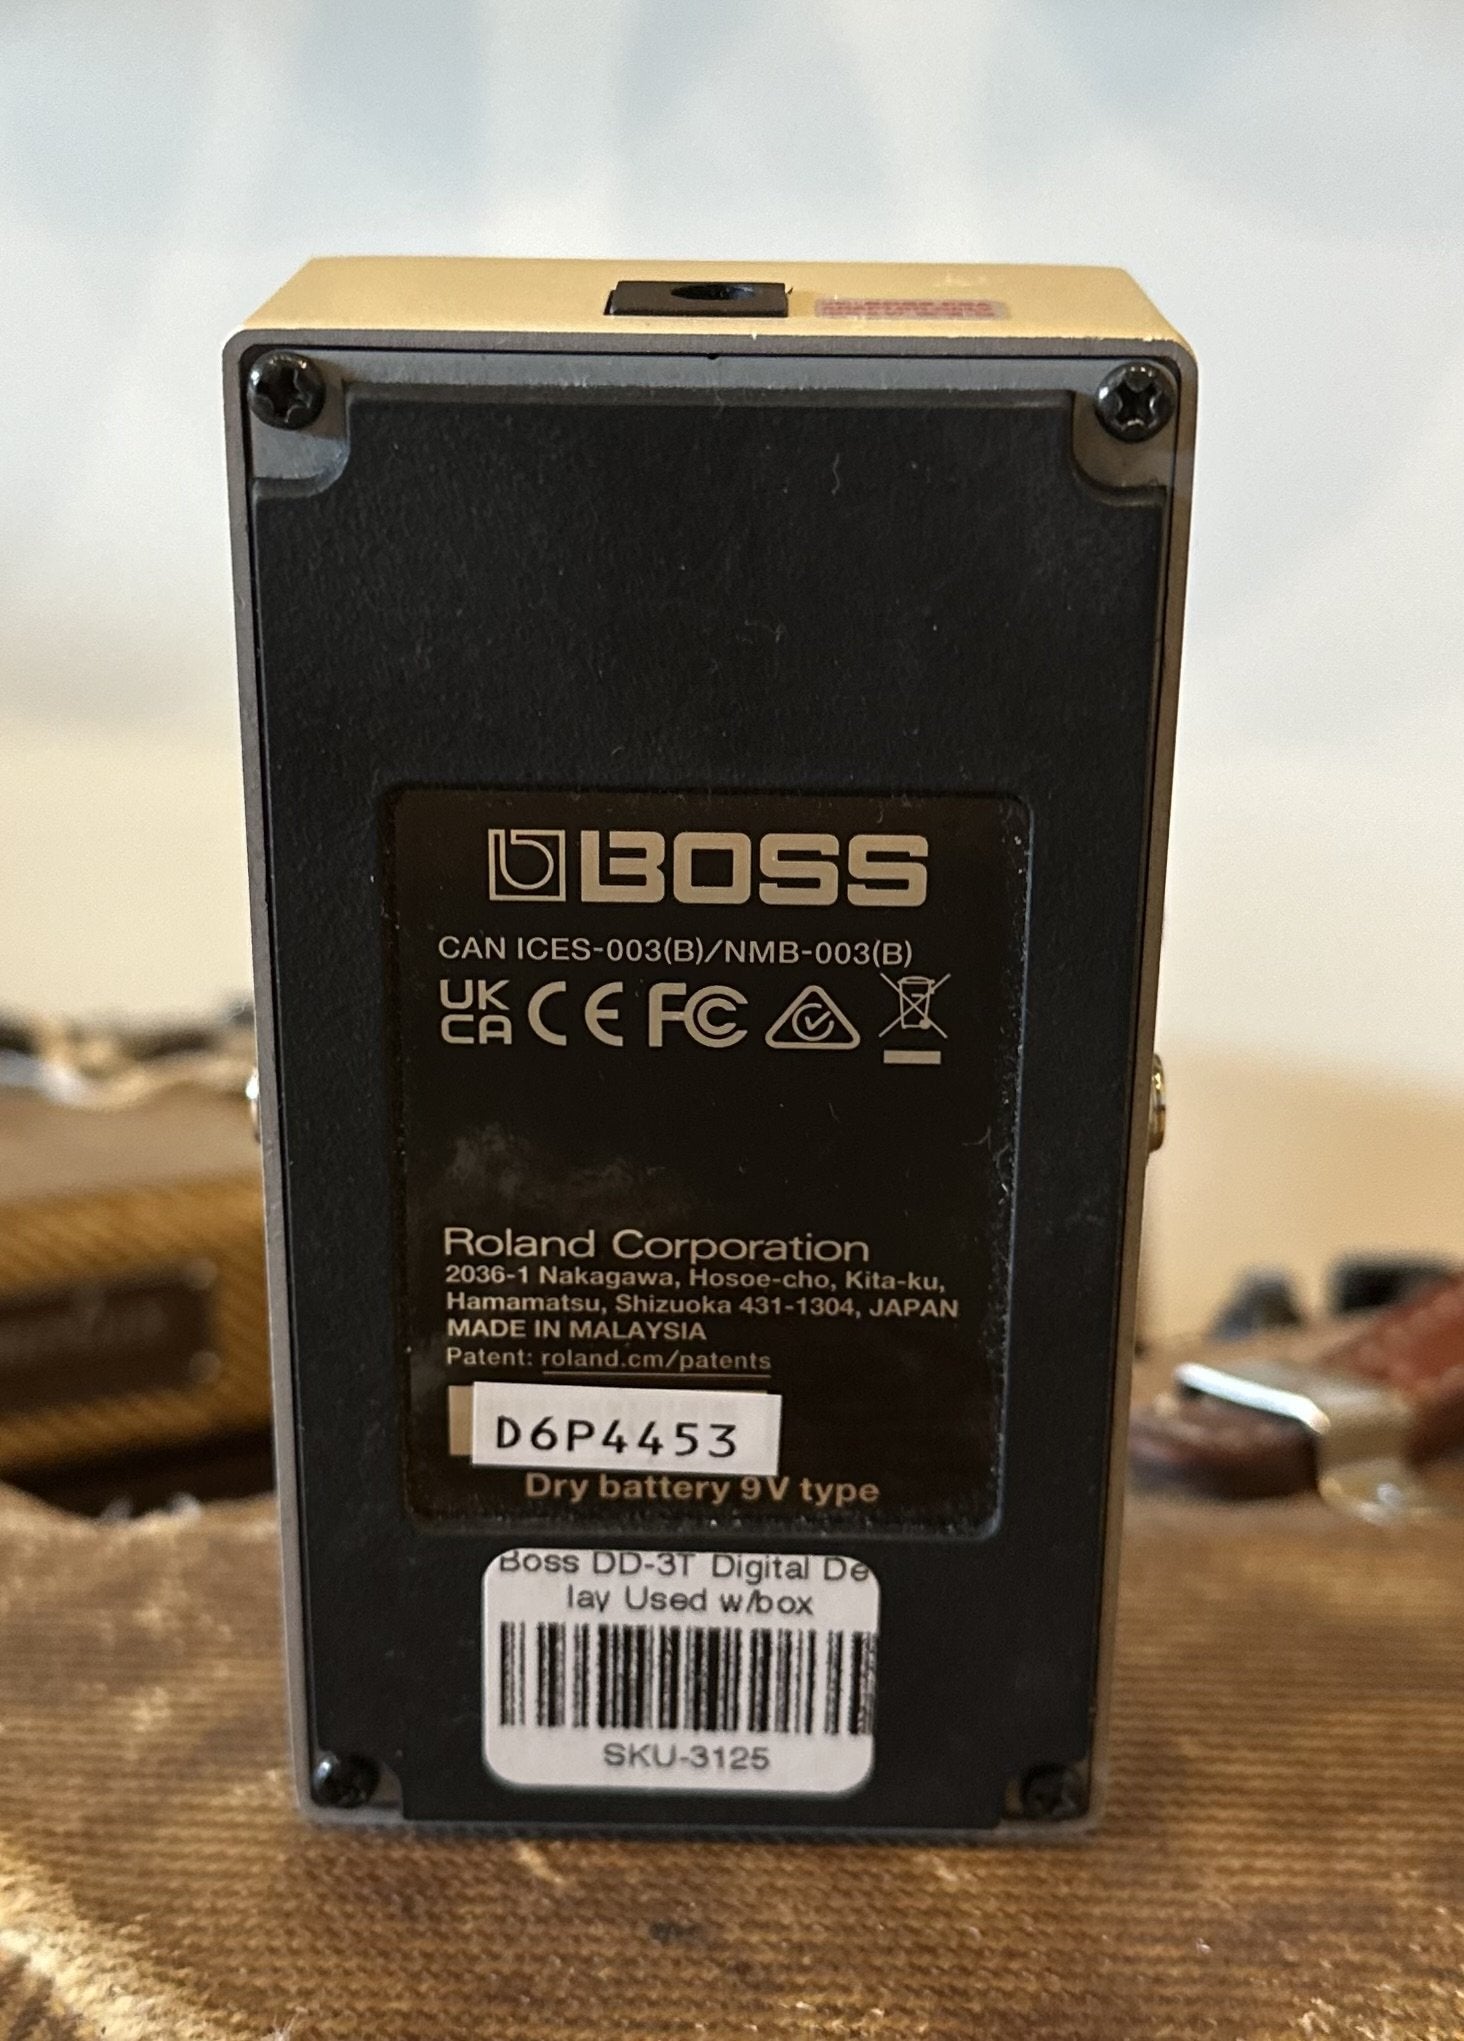 BOSS
CAN ICES-003(B)/NMB-003(B)
UK
CA CE FC
Roland Corporation
2036-1 Nakagawa, Hosoe-cho, Kita-ku,
Hamamatsu, Shizuoka 431-1304, JAPAN
MADE IN MALAYSIA
Patent: roland.cm/patents
D6P4453
Dry battery 9V type
Boss DD-3T Digital De
lay Used w/box
SKU-3125